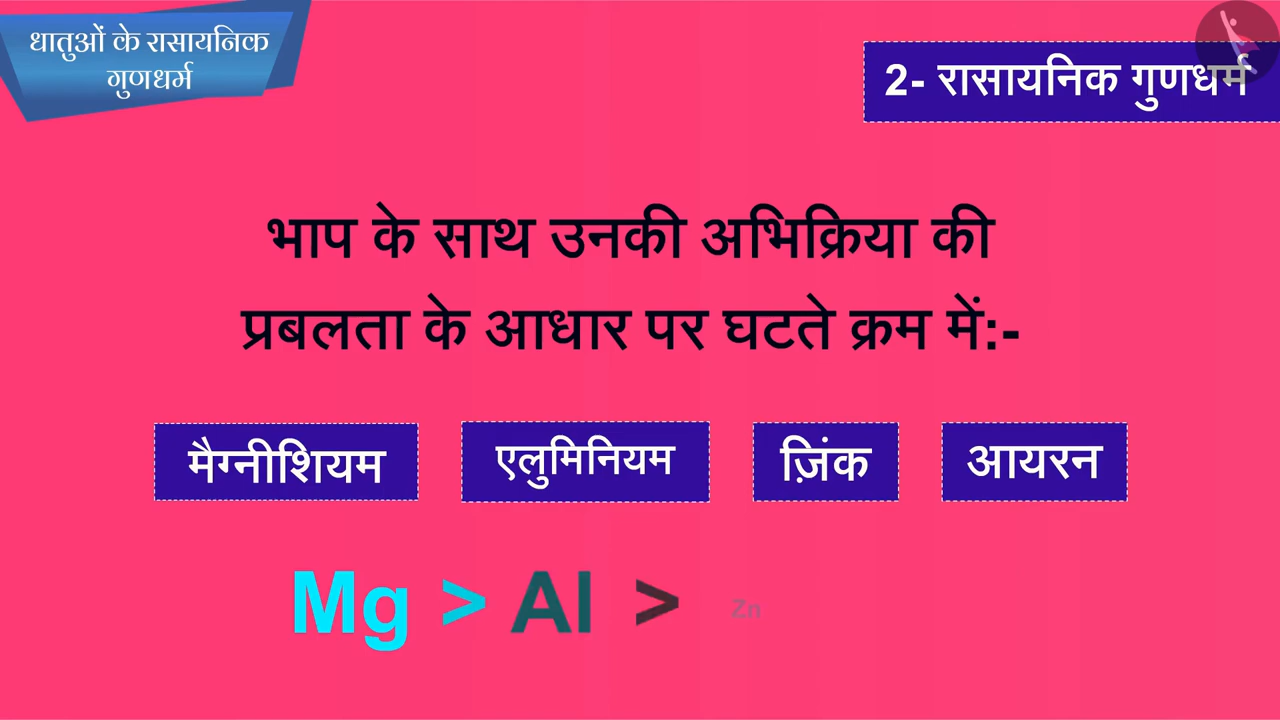 धातुओं के रासायनिक
गुणधर्म
2- रासायनिक गुणधर्म
भाप के साथ उनकी अभिक्रिया की
प्रबलता के आधार पर घटते क्रम में:-
मैग्नीशियम एलुमिनियम ज़िंक आयरन
Mg > Al > Zn